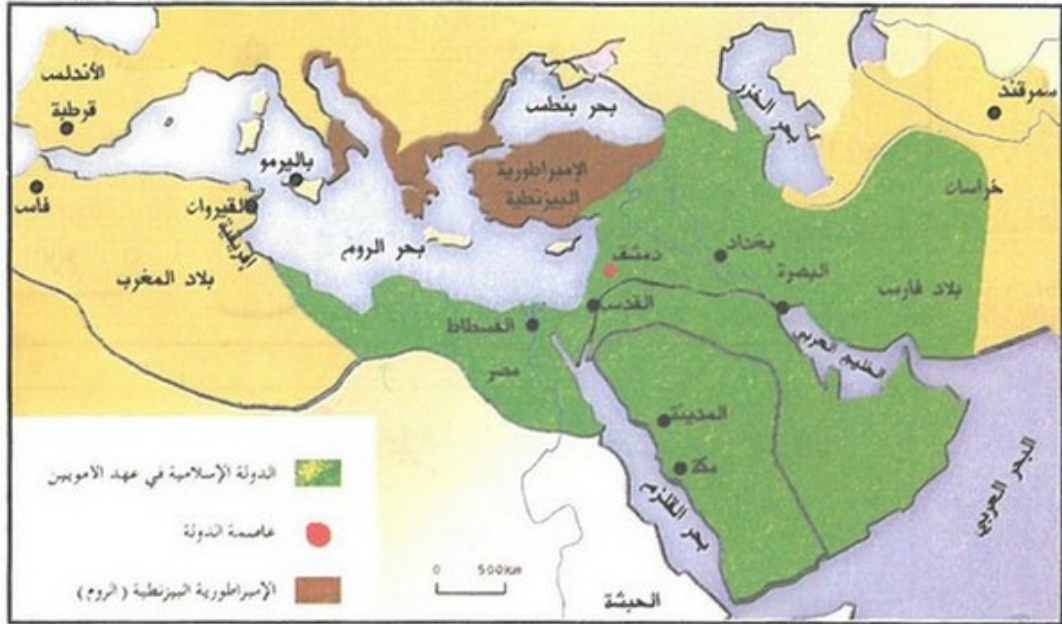 الأندلس
قرطبة
باليرمو
فاس
القيروان
إفريقية
بلاد المغرب
بحر الروم
بحر بنطس
الإمبراطورية
البيزنطية
بحر الخزر
سمرقند
خراسان
بغداد
دمشق
البصرة
بلاد فارس
القدس
الفسطاط
مصر
الخليج العربي
المدينة
مكة
بحر القلزم
البحر العربي
الحبشة
0 500km
الدولة الإسلامية في عهد الأمويين
عاصمة الدولة
الإمبراطورية البيزنطية (الروم)